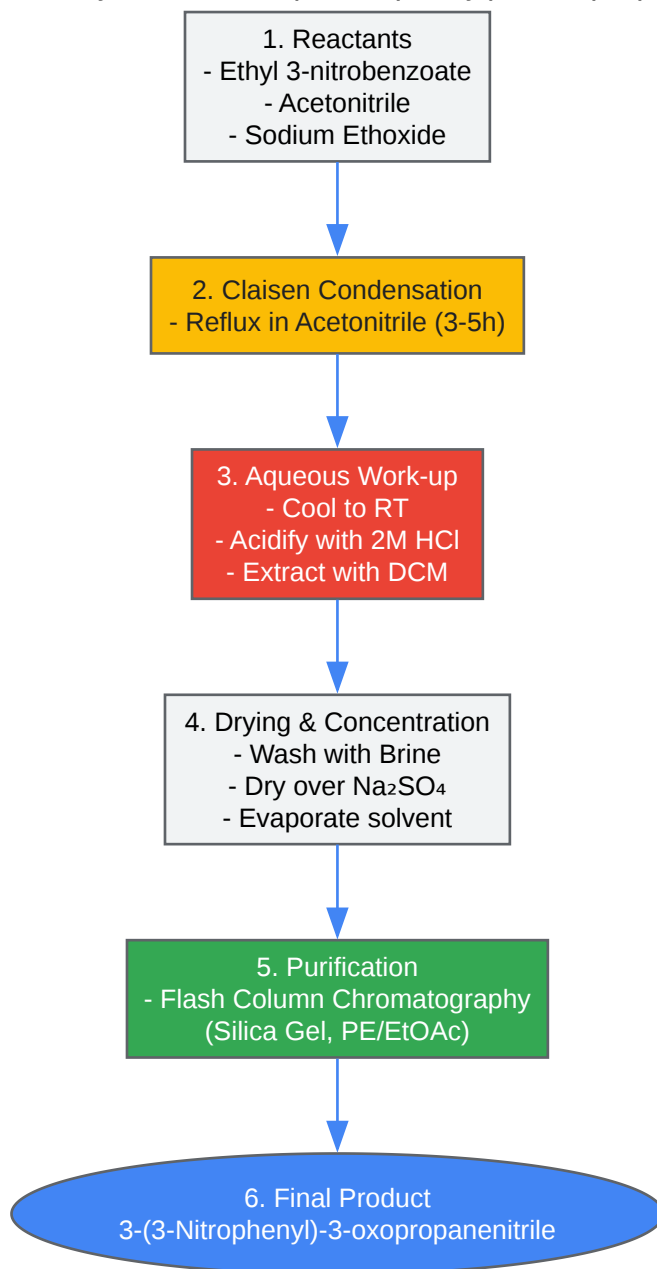 1. Reactants
- Ethyl 3-nitrobenzoate
- Acetonitrile
- Sodium Ethoxide
2. Claisen Condensation
- Reflux in Acetonitrile (3-5h)
3. Aqueous Work-up
- Cool to RT
- Acidify with 2M HCl
- Extract with DCM
4. Drying & Concentration
- Wash with Brine
- Dry over Na₂SO₄
- Evaporate solvent
5. Purification
- Flash Column Chromatography
(Silica Gel, PE/EtOAc)
6. Final Product
3-(3-Nitrophenyl)-3-oxopropanenitrile